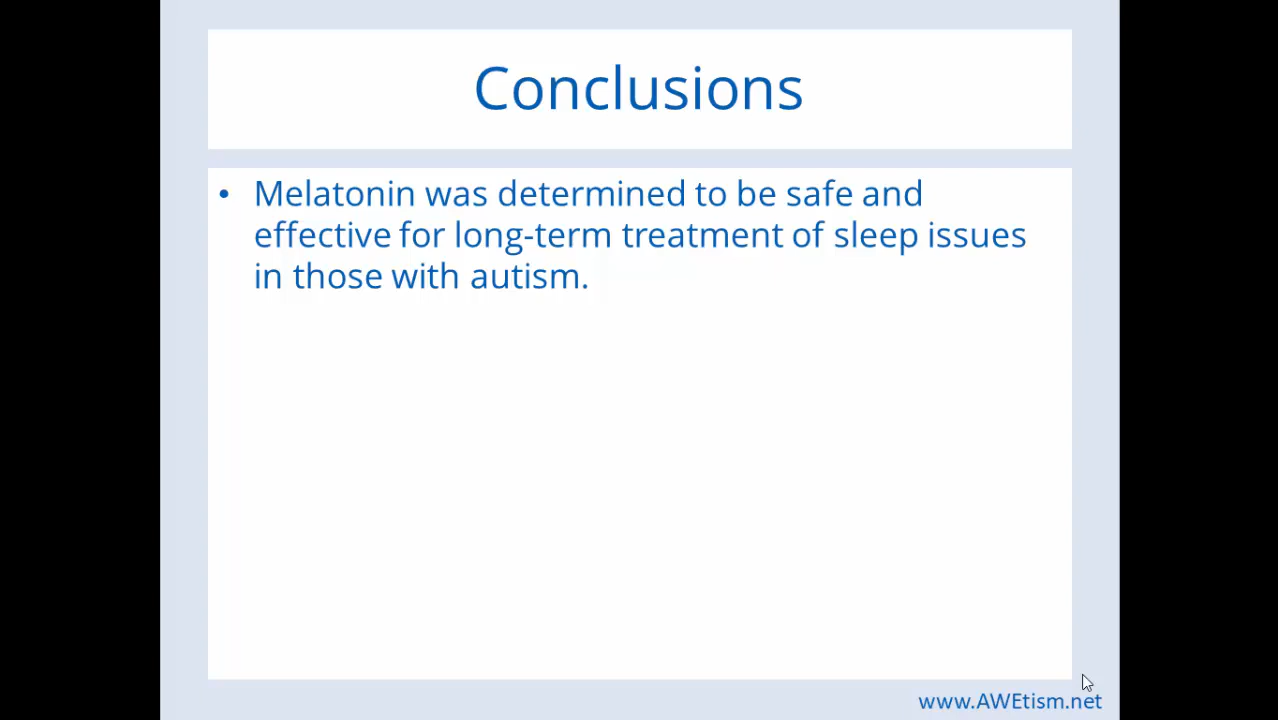 Conclusions
• Melatonin was determined to be safe and
effective for long-term treatment of sleep issues
in those with autism.
www.AWEtism.net